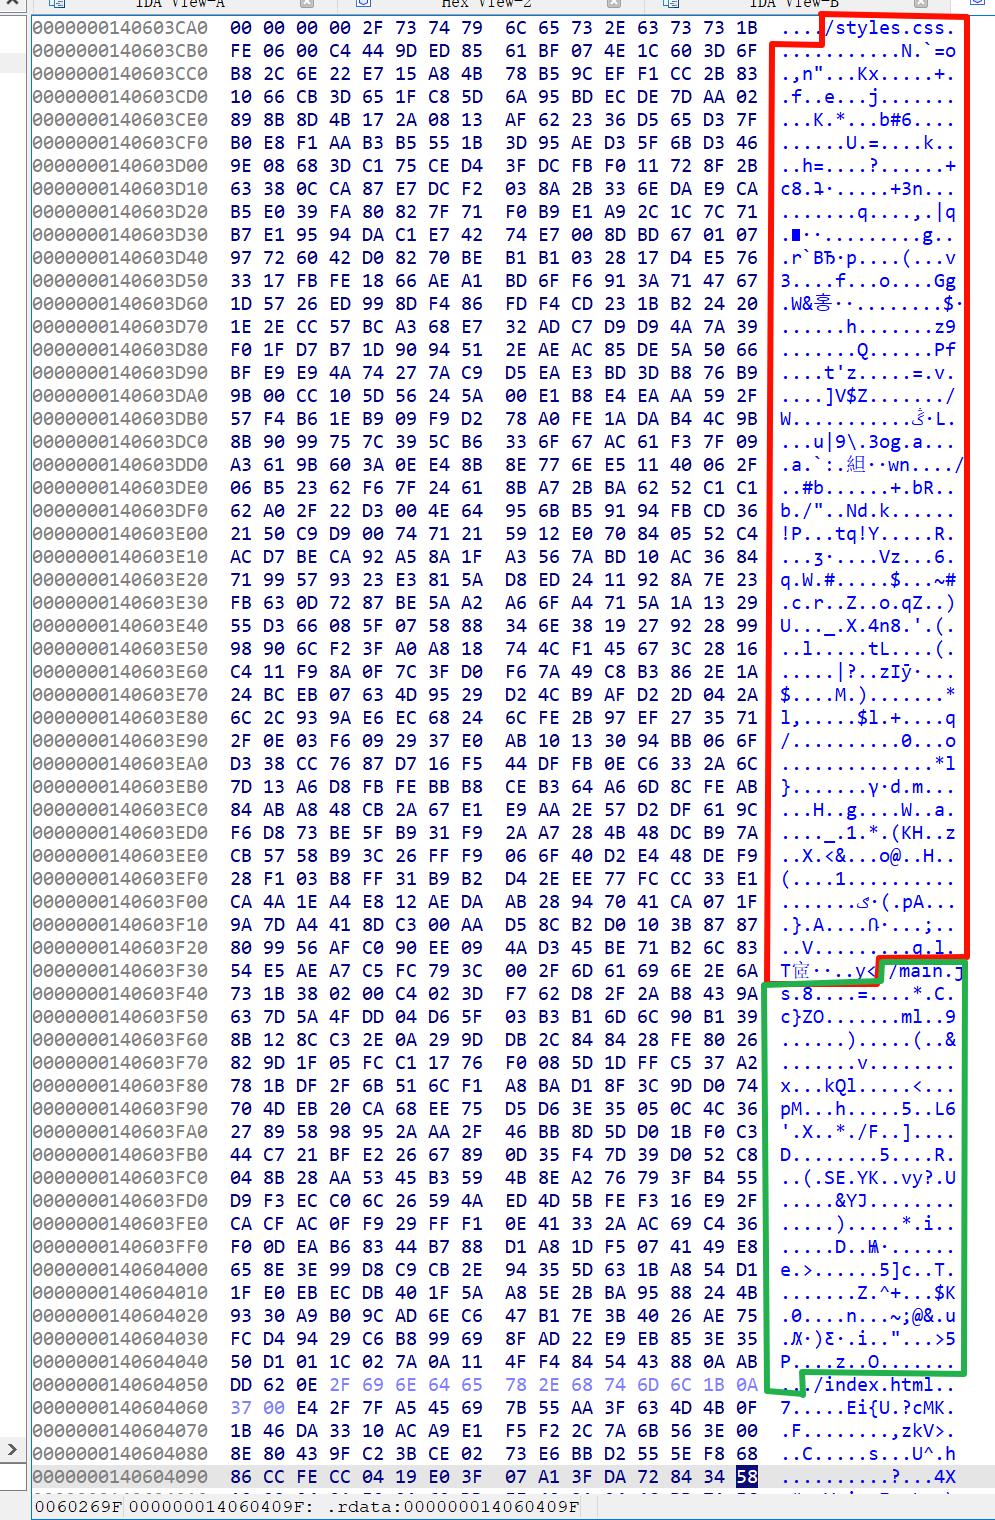 IDA View-A Hex View-2 IDA View-B
0000000140603CA0 00 00 00 00 2F 73 74 79 6C 65 73 2E 63 73 73 1B ..../styles.css.
0000000140603CB0 FE 06 00 C4 44 9D ED 85 61 BF 07 4E 1C 60 3D 6F ...........N.`=o
0000000140603CC0 B8 2C 6E 22 E7 15 A8 4B 78 B5 9C EF F1 CC 2B 83 .,n"...Kx.....+.
0000000140603CD0 10 66 CB 3D 65 1F C8 5D 6A 95 BD EC DE 7D AA 02 .f..e...j.......
0000000140603CE0 89 8B 8D 4B 17 2A 08 13 AF 62 23 36 D5 65 D3 7F ...K.*...b#6....
0000000140603CF0 B0 E8 F1 AA B3 B5 55 1B 3D 95 AE D3 5F 6B D3 46 ......U.=....k..
0000000140603D00 9E 08 68 3D C1 75 CE D4 3F DC FB F0 11 72 8F 2B ..h=....?......+
0000000140603D10 63 38 0C CA 87 E7 DC F2 03 8A 2B 33 6E DA E9 CA
0000000140603D20 B5 E0 39 FA 80 82 7F 71 F0 B9 E1 A9 2C 1C 7C 71 .......q....,.|q
0000000140603D30 B7 E1 95 94 DA C1 E7 42 74 E7 00 8D BD 67 01 07
0000000140603D40 97 72 60 42 D0 82 70 BE B1 B1 03 28 17 D4 E5 76 .r`BЂ·p....(...v
0000000140603D50 33 17 FB FE 18 66 AE A1 BD 6F F6 91 3A 71 47 67 3....f...o....Gg
0000000140603D60 1D 57 26 ED 99 8D F4 86 FD F4 CD 23 1B B2 24 20 .W&홍··........$·
0000000140603D70 1E 2E CC 57 BC A3 68 E7 32 AD C7 D9 D9 4A 7A 39 ......h.......z9
0000000140603D80 F0 1F D7 B7 1D 90 94 51 2E AE AC 85 DE 5A 50 66 .......Q......Pf
0000000140603D90 BF E9 E9 4A 74 27 7A C9 D5 EA E3 BD 3D B8 76 B9 ....t'z.....=.v.
0000000140603DA0 9B 00 CC 10 5D 56 24 5A 00 E1 B8 E4 EA AA 59 2F ....]V$Z......./
0000000140603DB0 57 F4 B6 1E B9 09 F9 D2 78 A0 FE 1A DA B4 4C 9B
0000000140603DC0 8B 90 99 75 7C 39 5C B6 33 6F 67 AC 61 F3 7F 09 ...u|9\.3og.a...
0000000140603DD0 A3 61 9B 60 3A 0E E4 8B 8E 77 6E E5 11 40 06 2F
0000000140603DE0 06 B5 23 62 F6 7F 24 61 8B A7 2B BA 62 52 C1 C1 ..#b......+.bR..
0000000140603DF0 62 A0 2F 22 D3 00 4E 64 95 6B B5 91 94 FB CD 36 b./"..Nd.k......
0000000140603E00 21 50 C9 D9 00 74 71 21 59 12 E0 70 84 05 52 C4 !P...tq!Y.....R.
0000000140603E10 AC D7 BE CA 92 A5 8A 1F A3 56 7A BD 10 AC 36 84 ...ʒ·....Vz...6.
0000000140603E20 71 99 57 93 23 E3 81 5A D8 ED 24 11 92 8A 7E 23 q.W.#.....$...~#
0000000140603E30 FB 63 0D 72 87 BE 5A A2 A6 6F A4 71 5A 1A 13 29 .c.r..Z..o.qZ..)
0000000140603E40 55 D3 66 08 5F 07 58 88 34 6E 38 19 27 92 28 99 U..._.X.4n8.'.(.
0000000140603E50 98 90 6C F2 3F A0 A8 18 74 4C F1 45 67 3C 28 16 ..l.....tL....(.
0000000140603E60 C4 11 F9 8A 0F 7C 3F D0 F6 7A 49 C8 B3 86 2E 1A .....|?..zIȳ·...
0000000140603E70 24 BC EB 07 63 4D 95 29 D2 4C B9 AF D2 2D 04 2A $....M.).......*
0000000140603E80 6C 2C 93 9A E6 EC 68 24 6C FE 2B 97 EF 27 35 71 l,.....$l.+....q
0000000140603E90 2F 0E 03 F6 09 29 37 E0 AB 10 13 30 94 BB 06 6F /..........0...o
0000000140603EA0 D3 38 CC 76 87 D7 16 F5 44 DF FB 0E C6 33 2A 6C ..............*l
0000000140603EB0 7D 13 A6 D8 FB FE BB B8 CE B3 64 A6 6D 8C FE AB }.......γ·d.m...
0000000140603EC0 84 AB A8 48 CB 2A 67 E1 E9 AA 2E 57 D2 DF 61 9C ...H..g....W..a.
0000000140603ED0 F6 D8 73 BE 5F B9 31 F9 2A A7 28 4B 48 DC B9 7A ...._.1.*.(KH..z
0000000140603EE0 CB 57 58 B9 3C 26 FF F9 06 6F 40 D2 E4 48 DE F9 ..X.<&...o@..H..
0000000140603EF0 28 F1 03 B8 FF 31 B9 B2 D4 2E EE 77 FC CC 33 E1 (....1..........
0000000140603F00 CA 4A 1E A4 E8 12 AE DA AB 28 94 70 41 CA 07 1F
0000000140603F10 9A 7D A4 41 8D C3 00 AA D5 8C B2 D0 10 3B 87 87
0000000140603F20 80 99 56 AF C0 90 EE 09 4A D3 45 BE 71 B2 6C 83 ..V.........q.l.
0000000140603F30 54 E5 AE A7 C5 FC 79 3C 00 2F 6D 61 69 6E 2E 6A T宧··..y<./main.j
0000000140603F40 73 1B 38 02 00 C4 02 3D F7 62 D8 2F 2A B8 43 9A s.8....=....*.C.
0000000140603F50 63 7D 5A 4F DD 04 D6 5F 03 B3 B1 6D 6C 90 B1 39 c}ZO.......ml..9
0000000140603F60 8B 12 8C C3 2E 0A 29 9D DB 2C 84 84 28 FE 80 26 ......).....(..&
0000000140603F70 82 9D 1F 05 FC C1 17 76 F0 08 5D 1D FF C5 37 A2 .......v........
0000000140603F80 78 1B DF 2F 6B 51 6C F1 A8 BA D1 8F 3C 9D D0 74 x...kQl.....<...
0000000140603F90 70 4D EB 20 CA 68 EE 75 D5 D6 3E 35 05 0C 4C 36 pM...h.....5..L6
0000000140603FA0 27 89 58 98 95 2A AA 2F 46 BB 8D 5D D0 1B F0 C3 '.X..*./F..]....
0000000140603FB0 44 C7 21 BF E2 26 67 89 0D 35 F4 7D 39 D0 52 C8 D........5....R.
0000000140603FC0 04 8B 28 AA 53 45 B3 59 4B 8E A2 76 79 3F B4 55 ..(.SE.YK..vy?.U
0000000140603FD0 D9 F3 EC C0 6C 26 59 4A ED 4D 5B FE F3 16 E9 2F .....&YJ........
0000000140603FE0 CA CF AC 0F F9 29 FF F1 0E 41 33 2A AC 69 C4 36 .....).....*.i..
0000000140603FF0 F0 0D EA B6 83 44 B7 88 D1 A8 1D F5 07 41 49 E8
0000000140604000 65 8E 3E 99 D8 C9 CB 2E 94 35 5D 63 1B A8 54 D1 e.>......5]c..T.
0000000140604010 1F E0 EB EC DB 40 1F 5A A8 5E 2B BA 95 88 24 4B .......Z.^+...$K
0000000140604020 93 30 A9 B0 9C AD 6E C6 47 B1 7E 3B 40 26 AE 75 .0....n...~;@&.u
0000000140604030 FC D4 94 29 C6 B8 99 69 8F AD 22 E9 EB 85 3E 35
0000000140604040 50 D1 01 1C 02 7A 0A 11 4F F4 84 54 43 88 0A AB P....z..O.......
0000000140604050 DD 62 0E 2F 69 6E 64 65 78 2E 68 74 6D 6C 1B 0A .../index.html..
0000000140604060 37 00 E4 2F 7F A5 45 69 7B 55 AA 3F 63 4D 4B 0F 7.....Ei{U.?cMK.
0000000140604070 1B 46 DA 33 10 AC A9 E1 F5 F2 2C 7A 6B 56 3E 00 .F........,zkV>.
0000000140604080 8E 80 43 9F C2 3B CE 02 73 E6 BB D2 55 5E F8 68 ..C.....s...U^.h
0000000140604090 86 CC FE CC 04 19 E0 3F 07 A1 3F DA 72 84 34 58 ..........?...4X
0060269F 000000014060409F: .rdata:000000014060409F